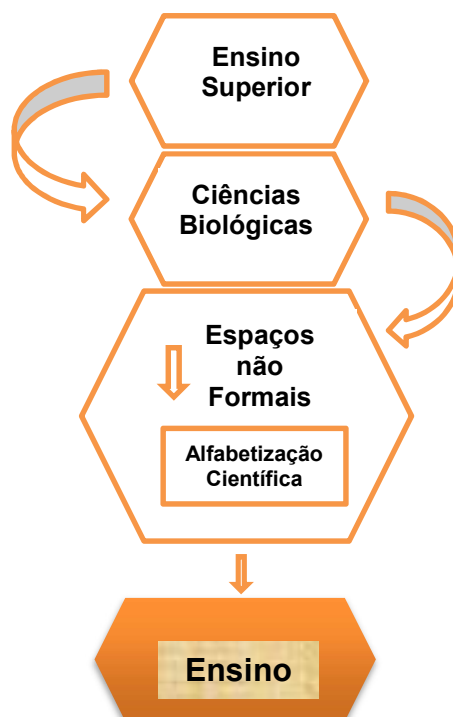 Ensino
Superior
Ciências
Biológicas
Espaços
não
Formais
Alfabetização
Científica
Ensino